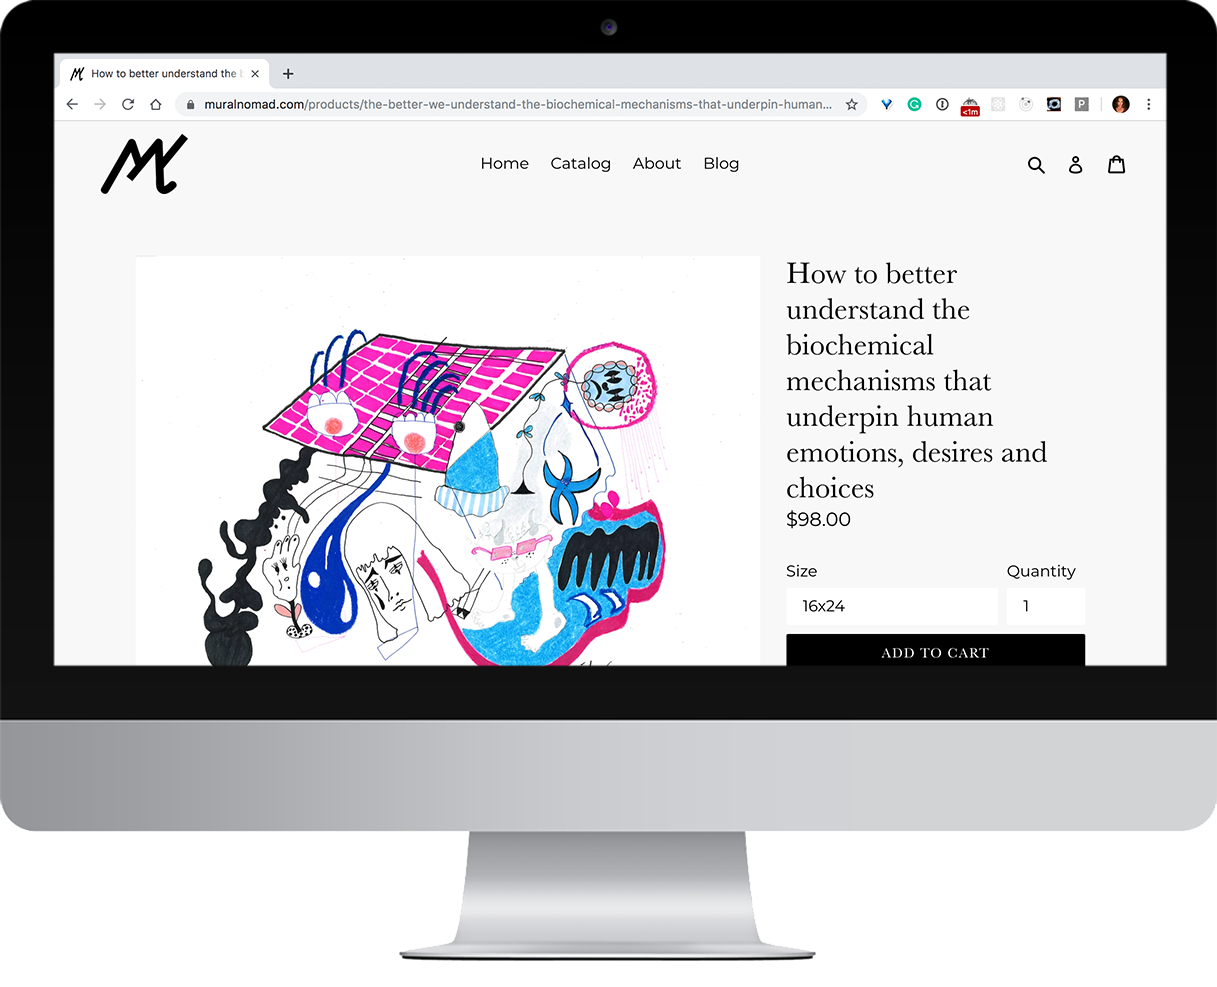 How to better understand the b
muralnomad.com/products/the-better-we-understand-the-biochemical-mechanisms-that-underpin-human...
<1m
P
Home Catalog About Blog
How to better
understand the
biochemical
mechanisms that
underpin human
emotions, desires and
choices
$98.00
Size Quantity
16x24 1
ADD TO CART